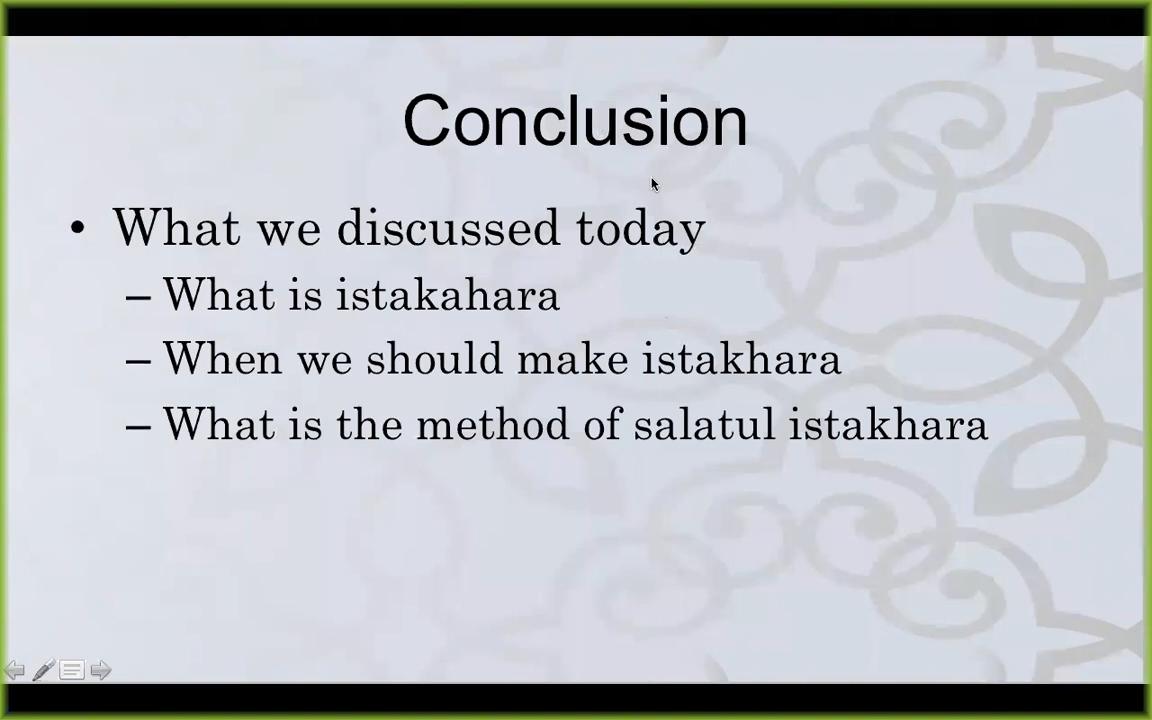 Conclusion
• What we discussed today
– What is istakahara
– When we should make istakhara
– What is the method of salatul istakhara